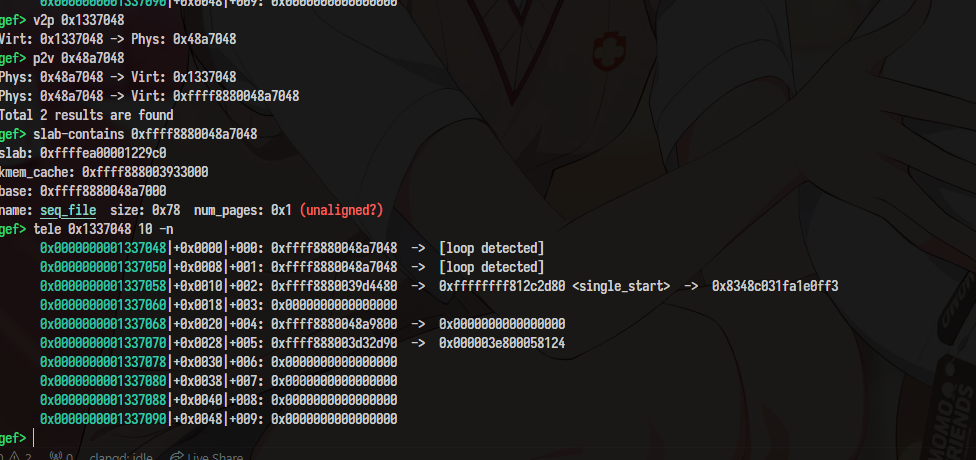 0x0000000001337090|+0x0048|+009: 0x0000000000000000
gef> v2p 0x1337048
Virt: 0x1337048 -> Phys: 0x48a7048
gef> p2v 0x48a7048
Phys: 0x48a7048 -> Virt: 0x1337048
Phys: 0x48a7048 -> Virt: 0xffff8880048a7048
Total 2 results are found
gef> slab-contains 0xffff8880048a7048
slab: 0xffffea00001229c0
kmem_cache: 0xffff888003933000
base: 0xffff8880048a7000
name: seq_file  size: 0x78  num_pages: 0x1 (unaligned?)
gef> tele 0x1337048 10 -n
0x0000000001337048|+0x0000|+000: 0xffff8880048a7048  ->  [loop detected]
0x0000000001337050|+0x0008|+001: 0xffff8880048a7048  ->  [loop detected]
0x0000000001337058|+0x0010|+002: 0xffff8880039d4480  ->  0xffffffff812c2d80 <single_start>  ->  0x8348c031fa1e0ff3
0x0000000001337060|+0x0018|+003: 0x0000000000000000
0x0000000001337068|+0x0020|+004: 0xffff8880048a9800  ->  0x0000000000000000
0x0000000001337070|+0x0028|+005: 0xffff888003d32d90  ->  0x000003e800058124
0x0000000001337078|+0x0030|+006: 0x0000000000000000
0x0000000001337080|+0x0038|+007: 0x0000000000000000
0x0000000001337088|+0x0040|+008: 0x0000000000000000
0x0000000001337090|+0x0048|+009: 0x0000000000000000
gef>
MOMO
FRIENDS
0 2 0 clangd: idle Live Share